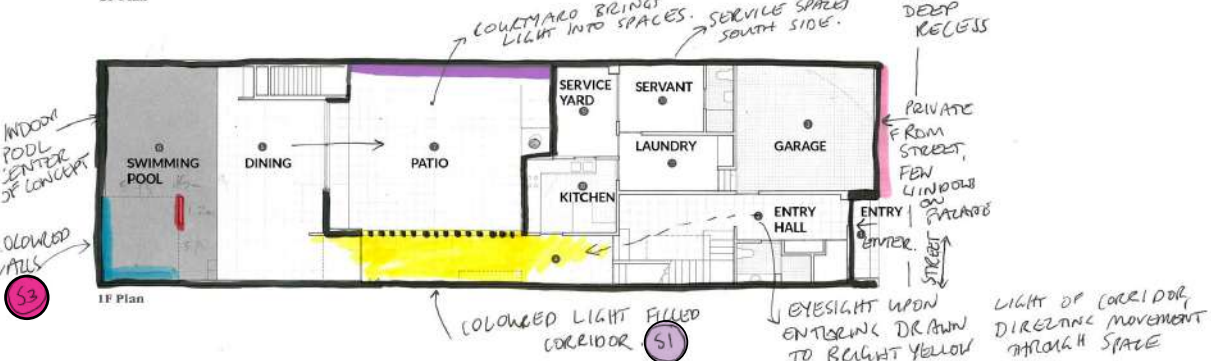 COURTYARD BRINGS
LIGHT INTO SPACES.
SERVICE SPACES
SOUTH SIDE.
DEEP
RECESS
INDOOR
POOL
CENTER
OF CONCEPT
SWIMMING
POOL
DINING
PATIO
SERVICE
YARD
SERVANT
LAUNDRY
KITCHEN
GARAGE
ENTRY
HALL
ENTRY
ENTER.
PRIVATE
FROM
STREET,
FEW
WINDOWS
ON
FACADE
STREET
COLOURED
WALLS
S3
1F Plan
COLOURED LIGHT FILLED
CORRIDOR.
S1
EYESIGHT UPON
ENTERING DRAWN
TO BRIGHT YELLOW
LIGHT OF CORRIDOR,
DIRECTING MOVEMENT
THROUGH SPACE